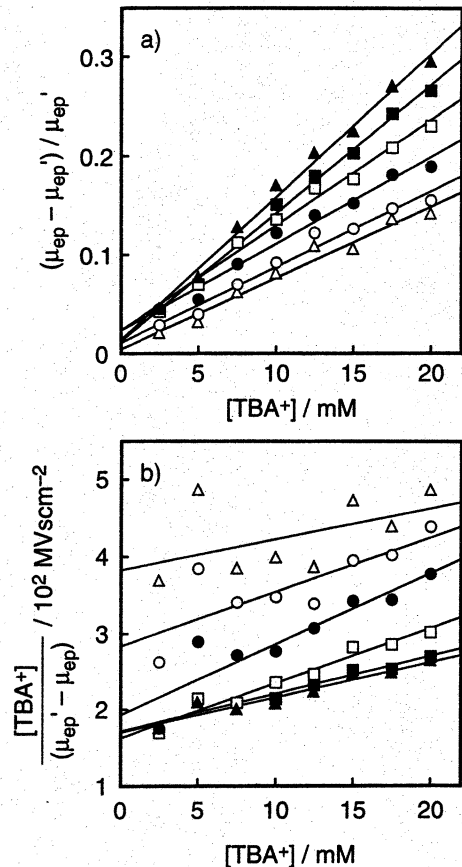 a)
(μep – μep') / μep'
0.3
0.2
0.1
0
0 5 10 15 20
[TBA+] / mM
b)
[TBA+] / (μep' – μep) / 10² MVscm–2
5
4
3
2
1
0 5 10 15 20
[TBA+] / mM